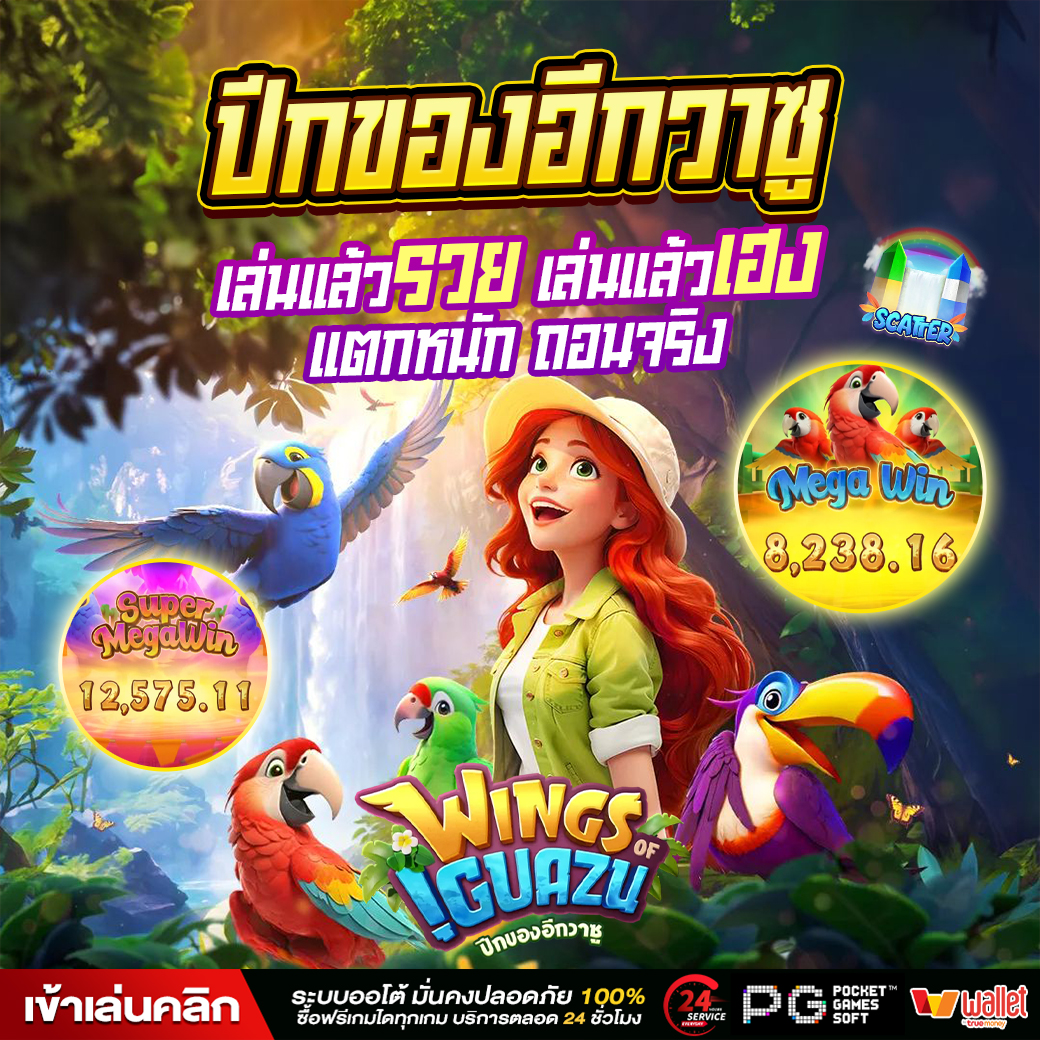 ปีกของอีกวาซู
เล่นแล้วรวย เล่นแล้วเฮง
แตกหนัก ถอนจริง
SCATTER
Mega Win
8,238.16
Super
MegaWin
12,575.11
WINGS
OF
IGUAZU
ปีกของอีกวาซู
เข้าเล่นคลิก
ระบบออโต้ มั่นคงปลอดภัย 100%
ซื้อฟรีเกมได้ทุกเกม บริการตลอด 24 ชั่วโมง
24 HOURS
SERVICE
EVERYDAY
PG POCKET™
GAMES
SOFT
wallet
by truemoney